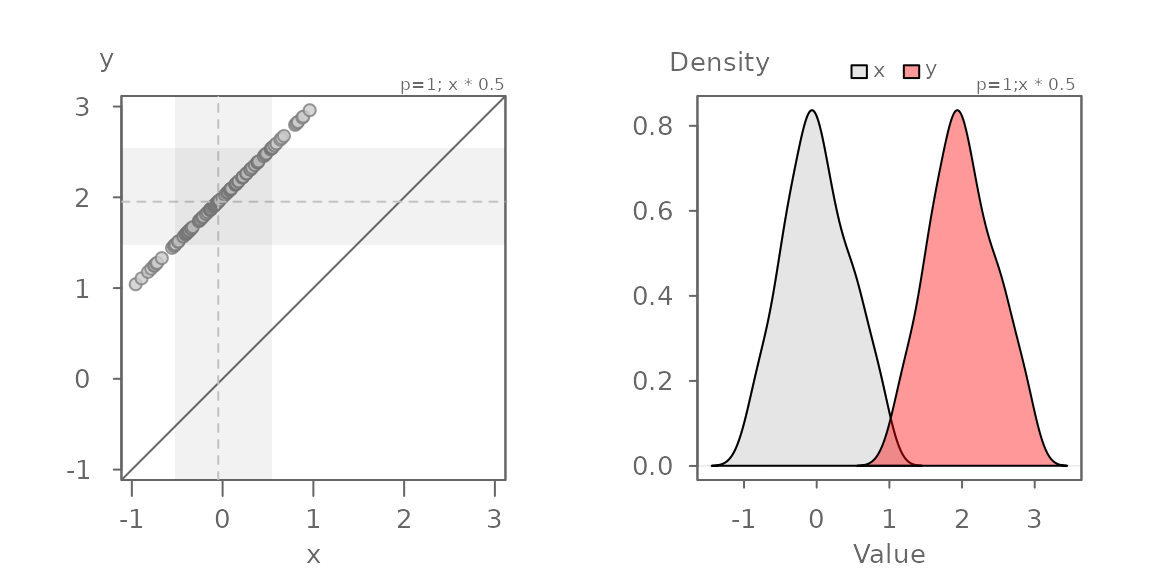 y
p=1; x * 0.5
3
2
1
0
-1
-1 0 1 2 3
x
Density
x y
p=1;x * 0.5
0.8
0.6
0.4
0.2
0.0
-1 0 1 2 3
Value